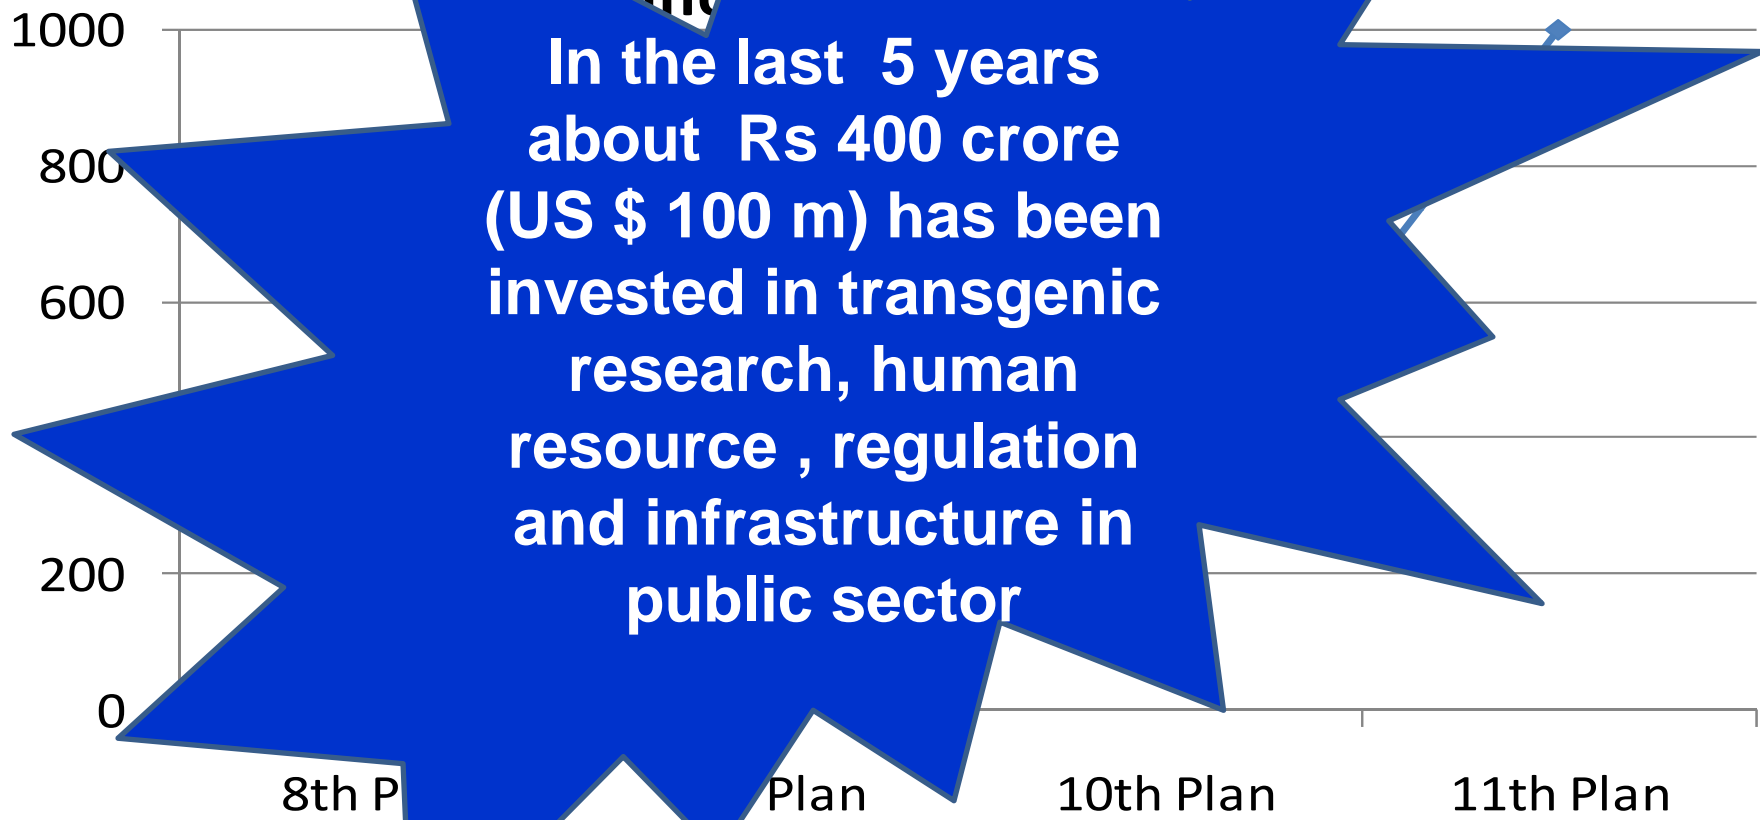 1000
800
600
200
0
In the last 5 years
about Rs 400 crore
(US $ 100 m) has been
invested in transgenic
research, human
resource , regulation
and infrastructure in
public sector
8th P
Plan
10th Plan
11th Plan